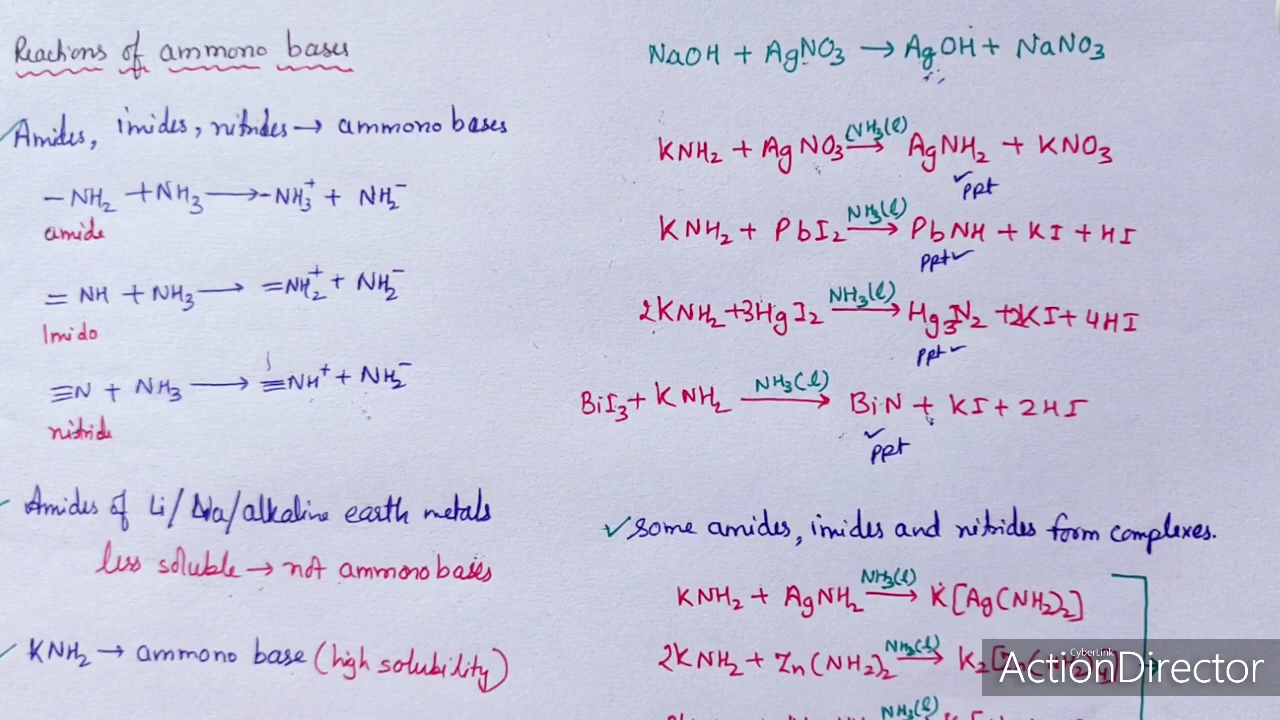 Reactions of ammono bases
Amides, imides, nitrides → ammono bases
-NH₂ + NH₃ → -NH₃⁺ + NH₂⁻
amide
= NH + NH₃ → =NH₂⁺ + NH₂⁻
Imido
≡N + NH₃ → ≡NH⁺ + NH₂⁻
nitride
Amides of Li/Na/alkaline earth metals
less soluble → not ammono bases
KNH₂ → ammono base (high solubility)
NaOH + AgNO₃ → AgOH + NaNO₃
NH₃(l)
KNH₂ + AgNO₃ → AgNH₂ + KNO₃
ppt
NH₃(l)
KNH₂ + PbI₂ → PbNH + KI + HI
ppt
NH₃(l)
2KNH₂ + 3HgI₂ → Hg₃N₂ + 2KI + 4HI
ppt
NH₃(l)
BiI₃ + KNH₂ → BiN + KI + 2HI
ppt
✓ some amides, imides and nitrides form complexes.
NH₃(l)
KNH₂ + AgNH₂ → K[Ag(NH₂)₂]
NH₃(l)
2KNH₂ + Zn(NH₂)₂ → K₂[
NH₃(l)
CyberLink
ActionDirector